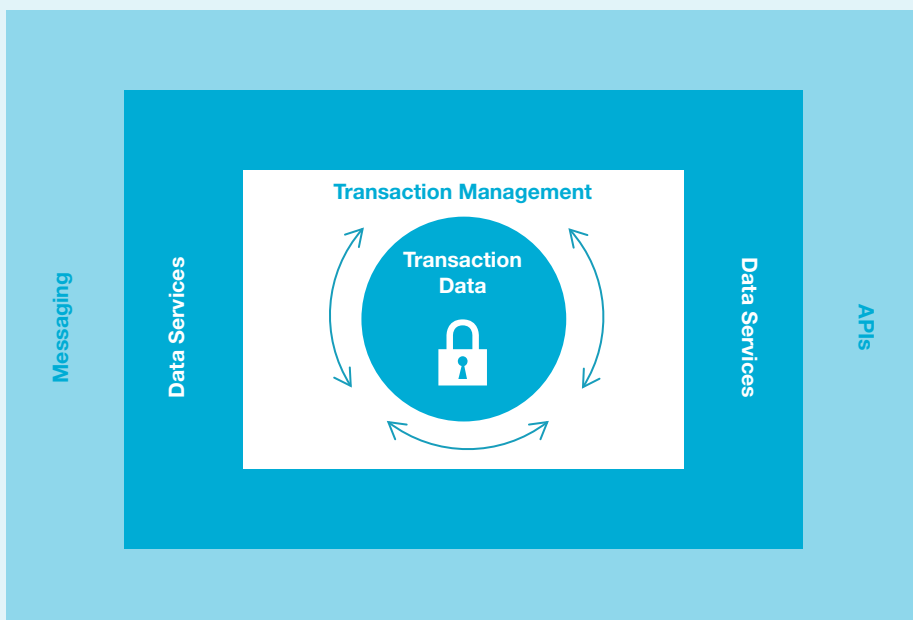 Transaction Management
Transaction
Data
Messaging
Data Services
Data Services
APIs